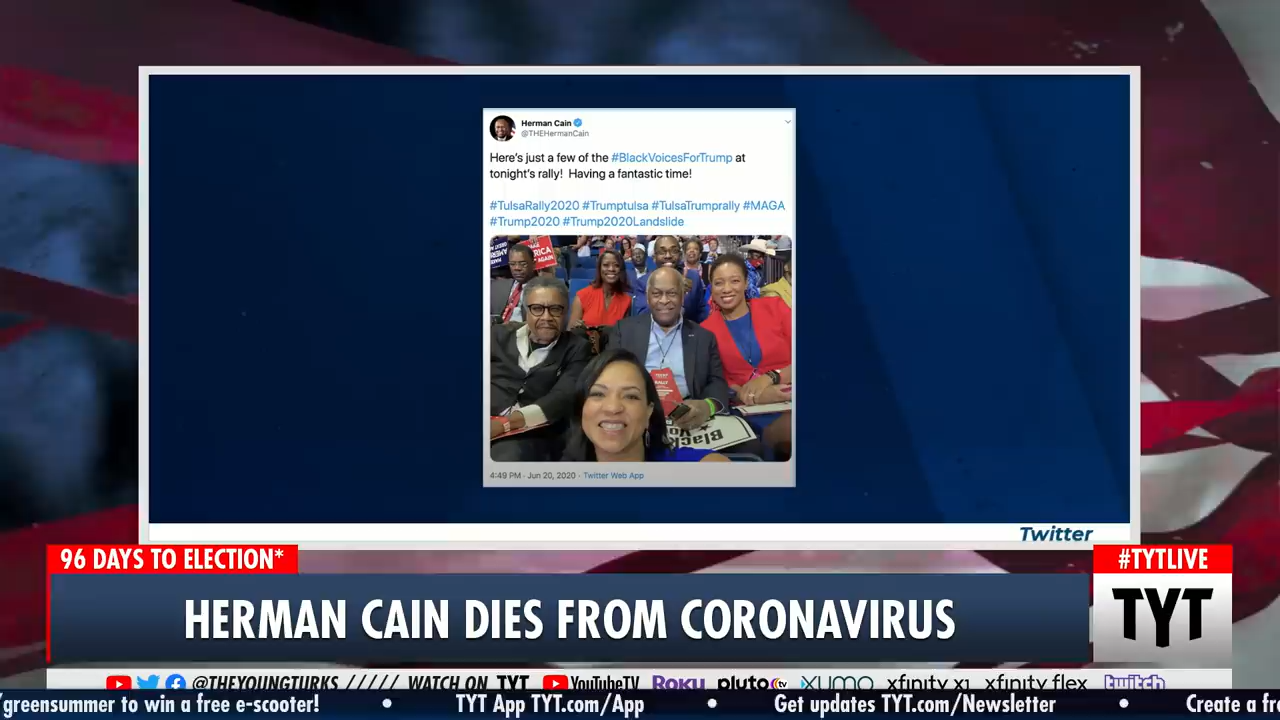 Herman Cain
@THEHermanCain
Here's just a few of the #BlackVoicesForTrump at
tonight's rally!  Having a fantastic time!
#TulsaRally2020 #Trumptulsa #TulsaTrumprally #MAGA
#Trump2020 #Trump2020Landslide
4:49 PM · Jun 20, 2020 · Twitter Web App
Twitter
96 DAYS TO ELECTION*
#TYTLIVE
HERMAN CAIN DIES FROM CORONAVIRUS
TYT
@THEYOUNGTURKS ///// WATCH ON TYT YouTubeTV Roku pluto tv XUMO xfinity x1 xfinity flex twitch
greensummer to win a free e-scooter! • TYT App TYT.com/App • Get updates TYT.com/Newsletter • Create a fr